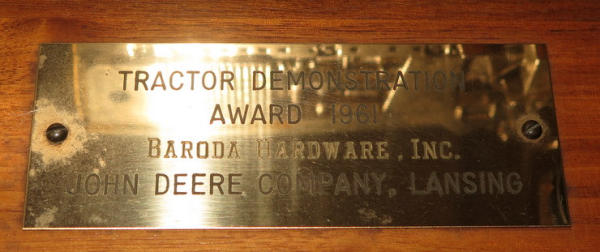 TRACTOR DEMONSTRATION
AWARD 1961
BARODA HARDWARE, INC.
JOHN DEERE COMPANY, LANSING